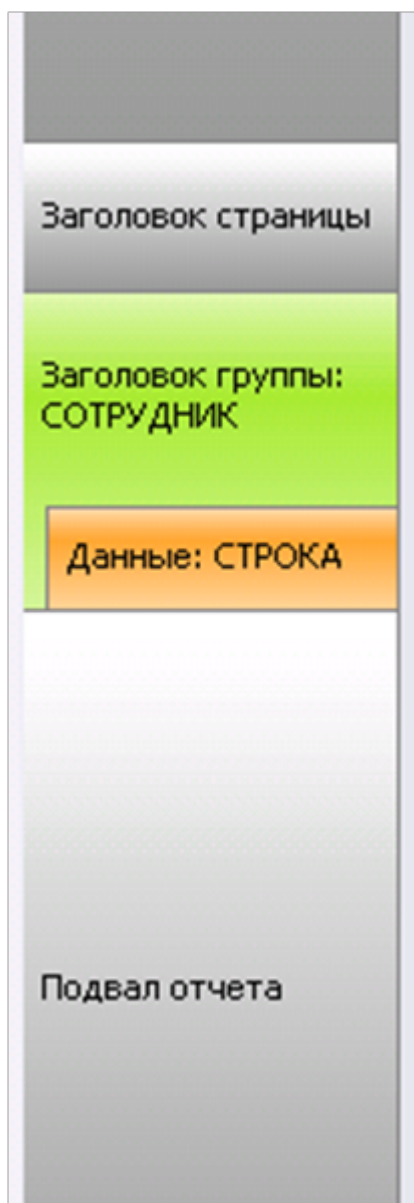 Заголовок страницы
Заголовок группы:
СОТРУДНИК
Данные: СТРОКА
Подвал отчета